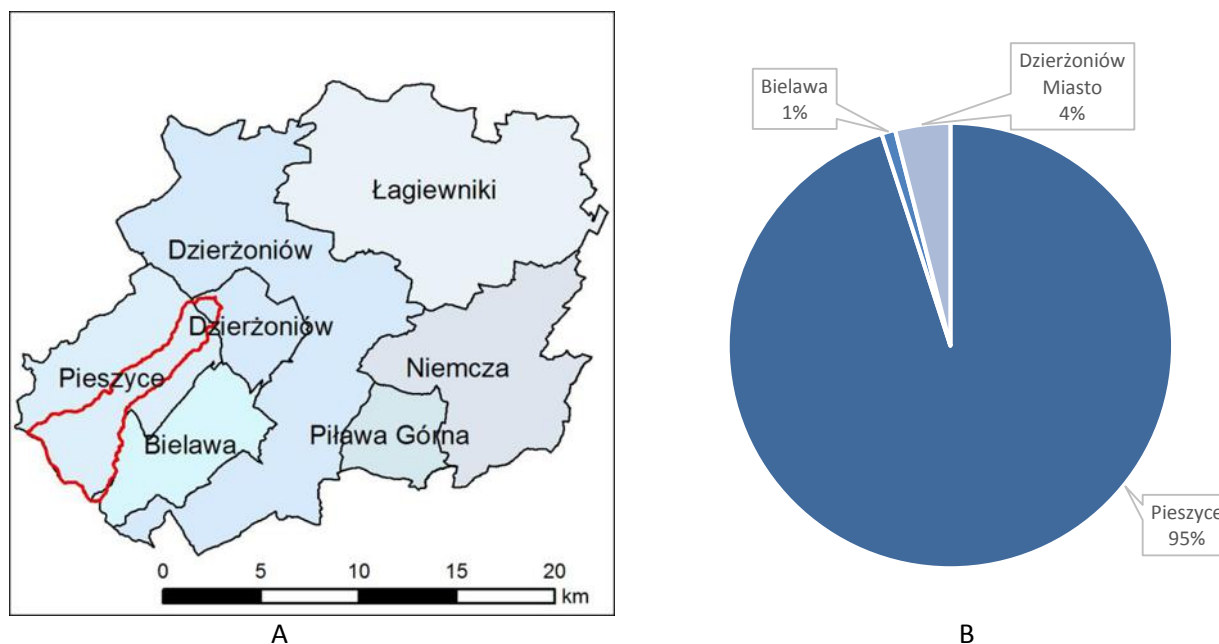 Łagiewniki
Dzierżoniów
Dzierżoniów
Pieszyce
Niemcza
Bielawa
Piława Górna
0 5 10 15 20
km
A
Bielawa
1%
Dzierżoniów
Miasto
4%
Pieszyce
95%
B